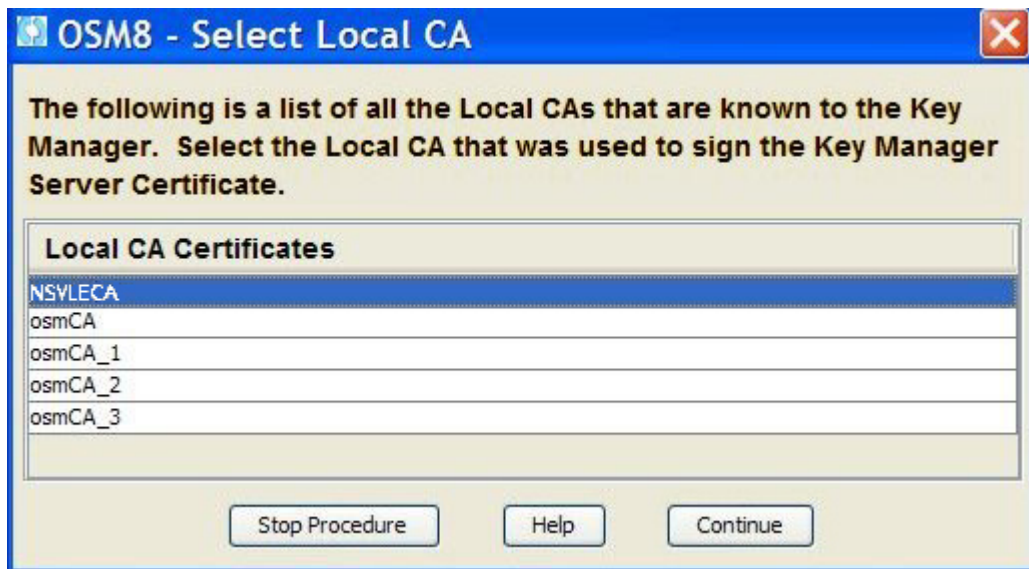 OSM8 - Select Local CA
The following is a list of all the Local CAs that are known to the Key
Manager. Select the Local CA that was used to sign the Key Manager
Server Certificate.
Local CA Certificates
NSVLECA
osmCA
osmCA_1
osmCA_2
osmCA_3
Stop Procedure Help Continue